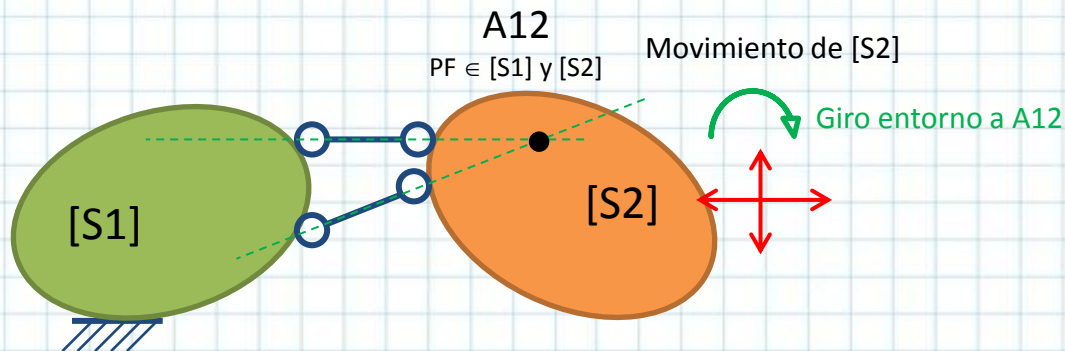 A12
PF ∈ [S1] y [S2]
Movimiento de [S2]
Giro entorno a A12
[S1]
[S2]